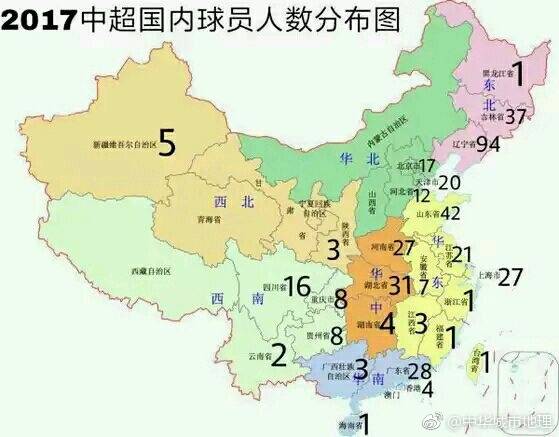 2017中超国内球员人数分布图
黑龙江省 1
东北
吉林省 37
辽宁省 94
内蒙古自治区
华北
北京市 17
天津市 20
河北省 12
山西省
山东省 42
新疆维吾尔自治区 5
西北
甘肃省
青海省
宁夏回族自治区
陕西省 3
河南省 27
华东
江苏省 21
安徽省 7
上海市 27
西藏自治区
西南
四川省 16
重庆市 8
湖北省 31
华中
浙江省 1
贵州省 8
湖南省 4
江西省 3
福建省 1
云南省 2
广西壮族自治区 3
华南
广东省 28
香港 4
澳门
台湾省 1
海南省 1
@中华城市地理